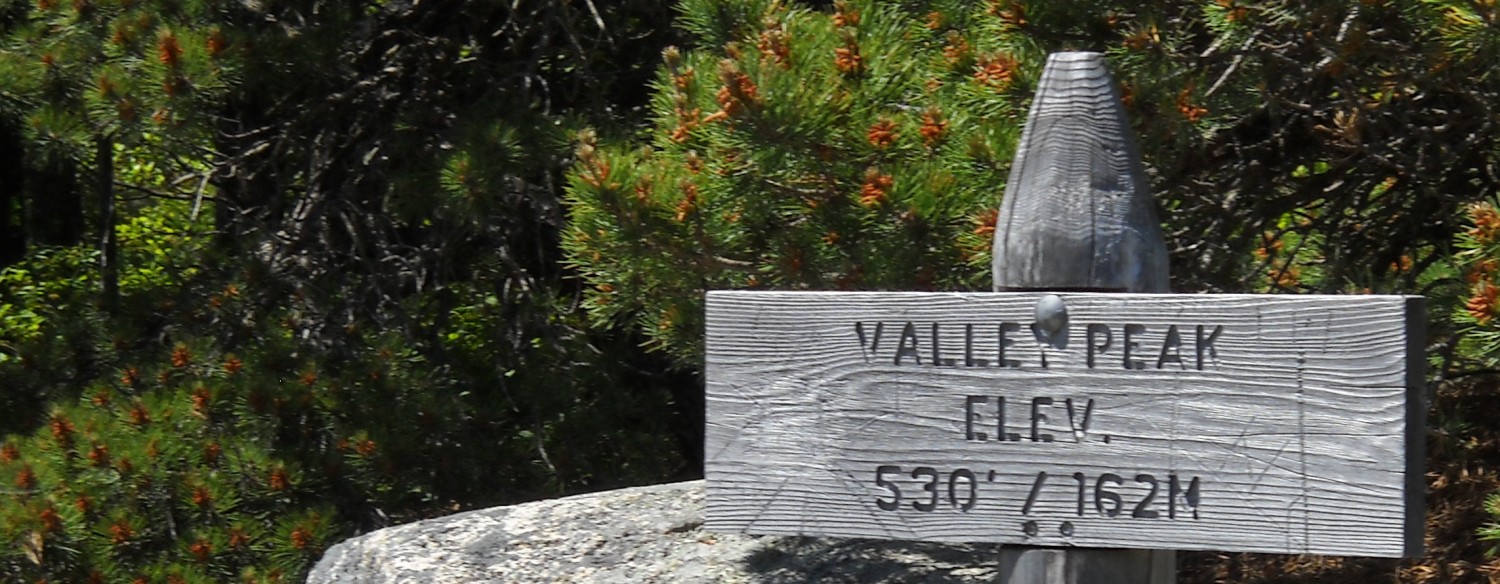 VALLEY PEAK
ELEV.
530' / 162M